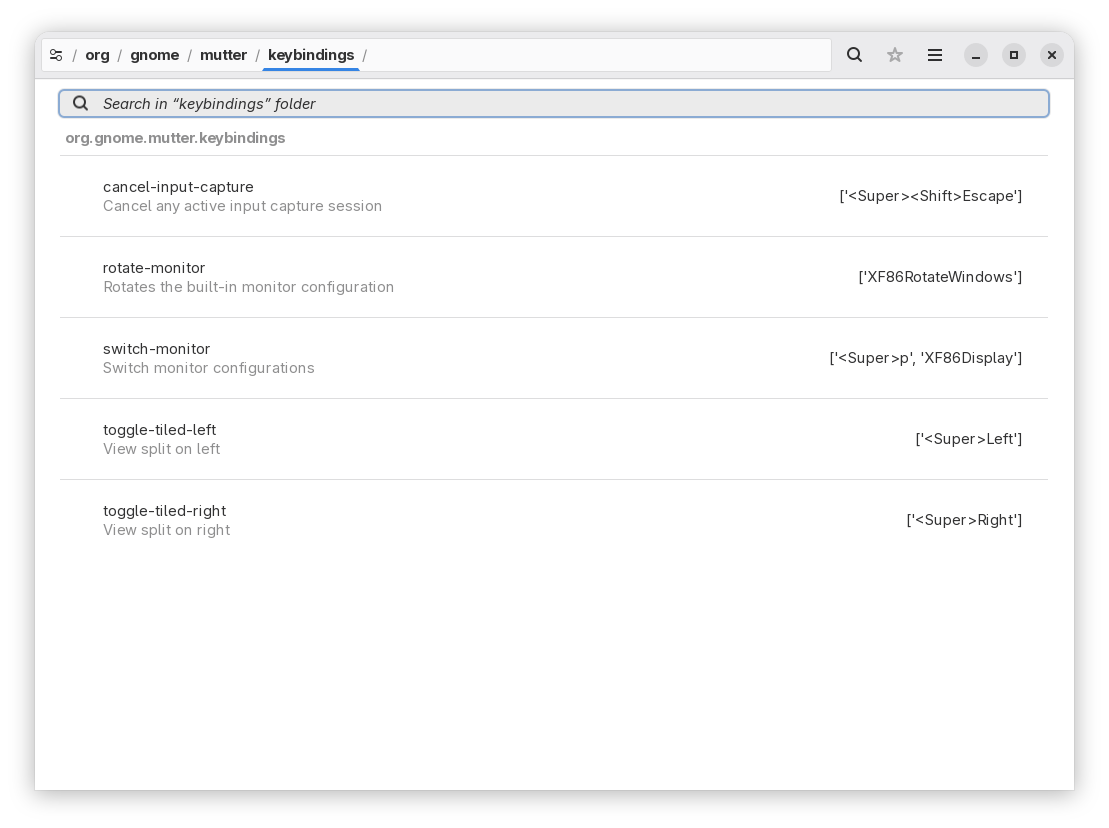 / org / gnome / mutter / keybindings /
Search in “keybindings” folder
org.gnome.mutter.keybindings
cancel-input-capture
Cancel any active input capture session
['<Super><Shift>Escape']
rotate-monitor
Rotates the built-in monitor configuration
['XF86RotateWindows']
switch-monitor
Switch monitor configurations
['<Super>p', 'XF86Display']
toggle-tiled-left
View split on left
['<Super>Left']
toggle-tiled-right
View split on right
['<Super>Right']